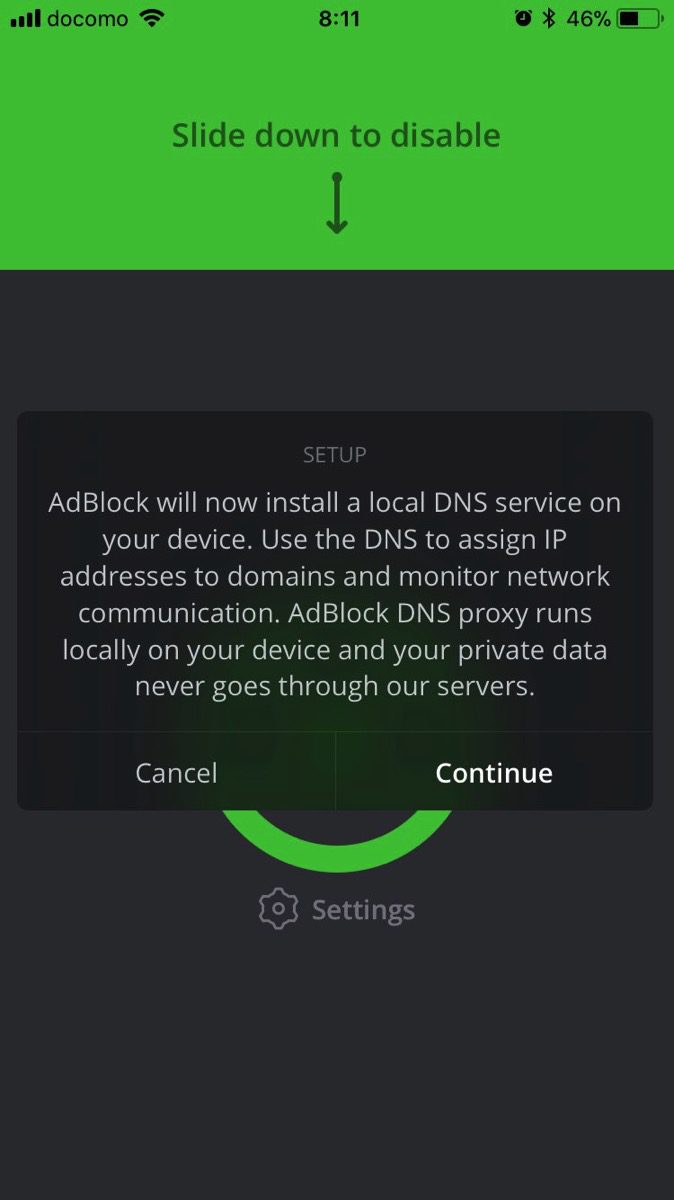 docomo 8:11 46%
Slide down to disable
SETUP
AdBlock will now install a local DNS service on
your device. Use the DNS to assign IP
addresses to domains and monitor network
communication. AdBlock DNS proxy runs
locally on your device and your private data
never goes through our servers.
Cancel Continue
Settings